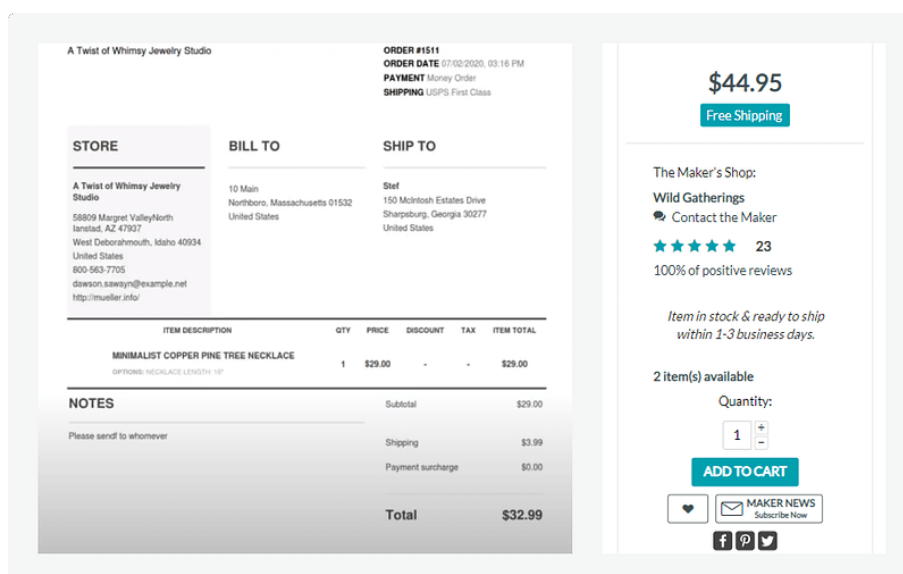 A Twist of Whimsy Jewelry Studio
ORDER #1511
ORDER DATE 07/02/2020, 03:16 PM
PAYMENT Money Order
SHIPPING USPS First Class
STORE
A Twist of Whimsy Jewelry
Studio
58809 Margret ValleyNorth
Ianstad, AZ 47937
West Deborahmouth, Idaho 40934
United States
800-563-7705
dawson.sawayn@example.net
http://mueller.info/
BILL TO
10 Main
Northboro, Massachusetts 01532
United States
SHIP TO
Stef
150 McIntosh Estates Drive
Sharpsburg, Georgia 30277
United States
ITEM DESCRIPTION QTY PRICE DISCOUNT TAX ITEM TOTAL
MINIMALIST COPPER PINE TREE NECKLACE 1 $29.00 - - $29.00
OPTIONS: NECKLACE LENGTH: 16"
NOTES
Please sendf to whomever
Subtotal $29.00
Shipping $3.99
Payment surcharge $0.00
Total $32.99
$44.95
Free Shipping
The Maker's Shop:
Wild Gatherings
Contact the Maker
23
100% of positive reviews
Item in stock & ready to ship
within 1-3 business days.
2 item(s) available
Quantity:
1 + -
ADD TO CART
MAKER NEWS
Subscribe Now